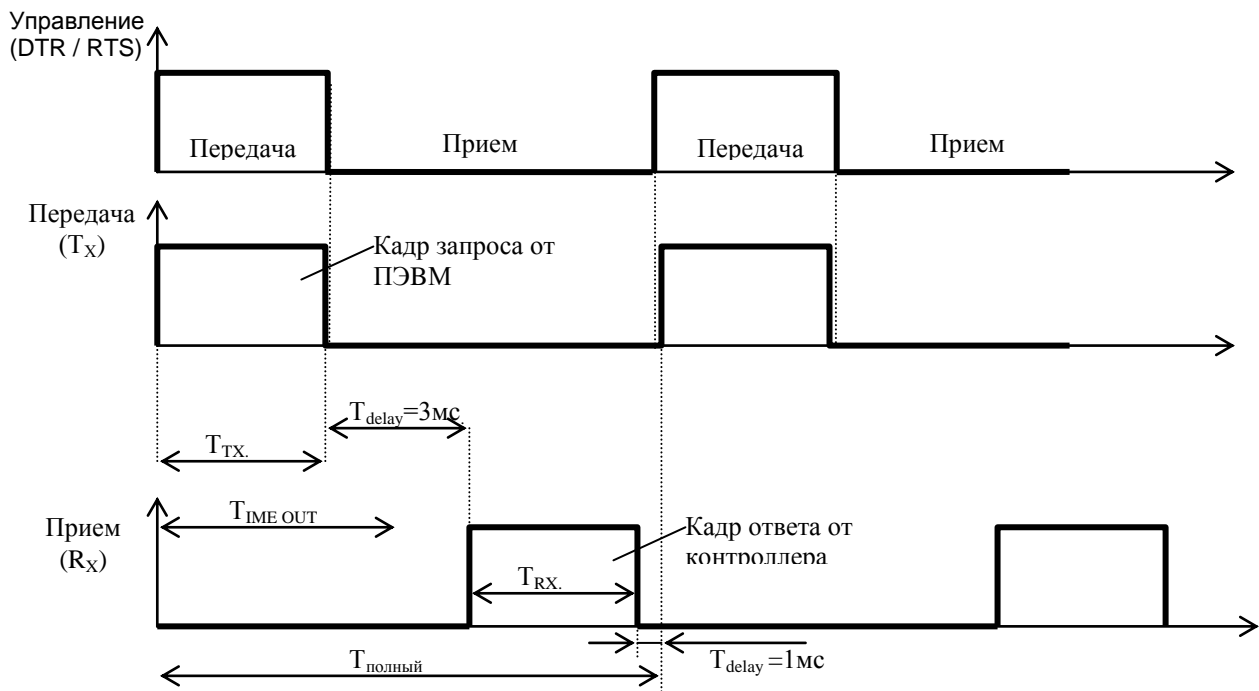 Управление
(DTR / RTS)
Передача
Прием
Передача
Прием
Передача
(TX)
Кадр запроса от
ПЭВМ
Tdelay=3мс
TTX.
Прием
(RX)
TIME OUT
Кадр ответа от
контроллера
TRX.
Tполный
Tdelay =1мс